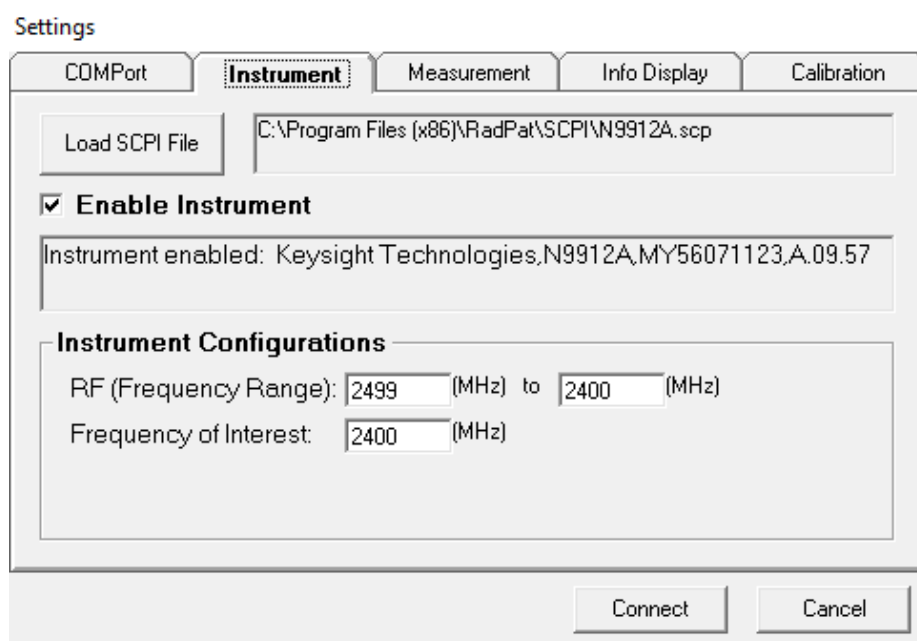 Settings
COMPort Instrument Measurement Info Display Calibration
Load SCPI File C:\Program Files (x86)\RadPat\SCPI\N9912A.scp
Enable Instrument
Instrument enabled: Keysight Technologies,N9912A,MY56071123,A.09.57
Instrument Configurations
RF (Frequency Range): 2499 (MHz) to 2400 (MHz)
Frequency of Interest: 2400 (MHz)
Connect Cancel